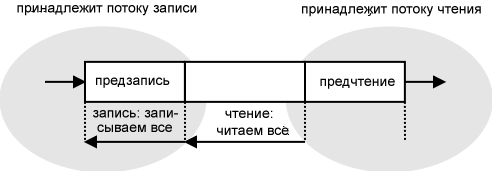 принадлежит потоку записи
принадлежит потоку чтения
предзапись
предчтение
запись: запи-
сываем все
чтение:
читаем всё